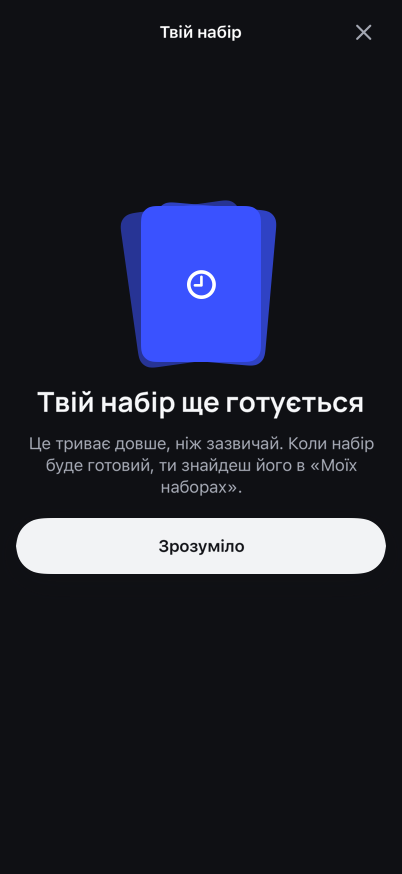 Твій набір
Твій набір ще готується
Це триває довше, ніж зазвичай. Коли набір
буде готовий, ти знайдеш його в «Моїх
наборах».
Зрозуміло